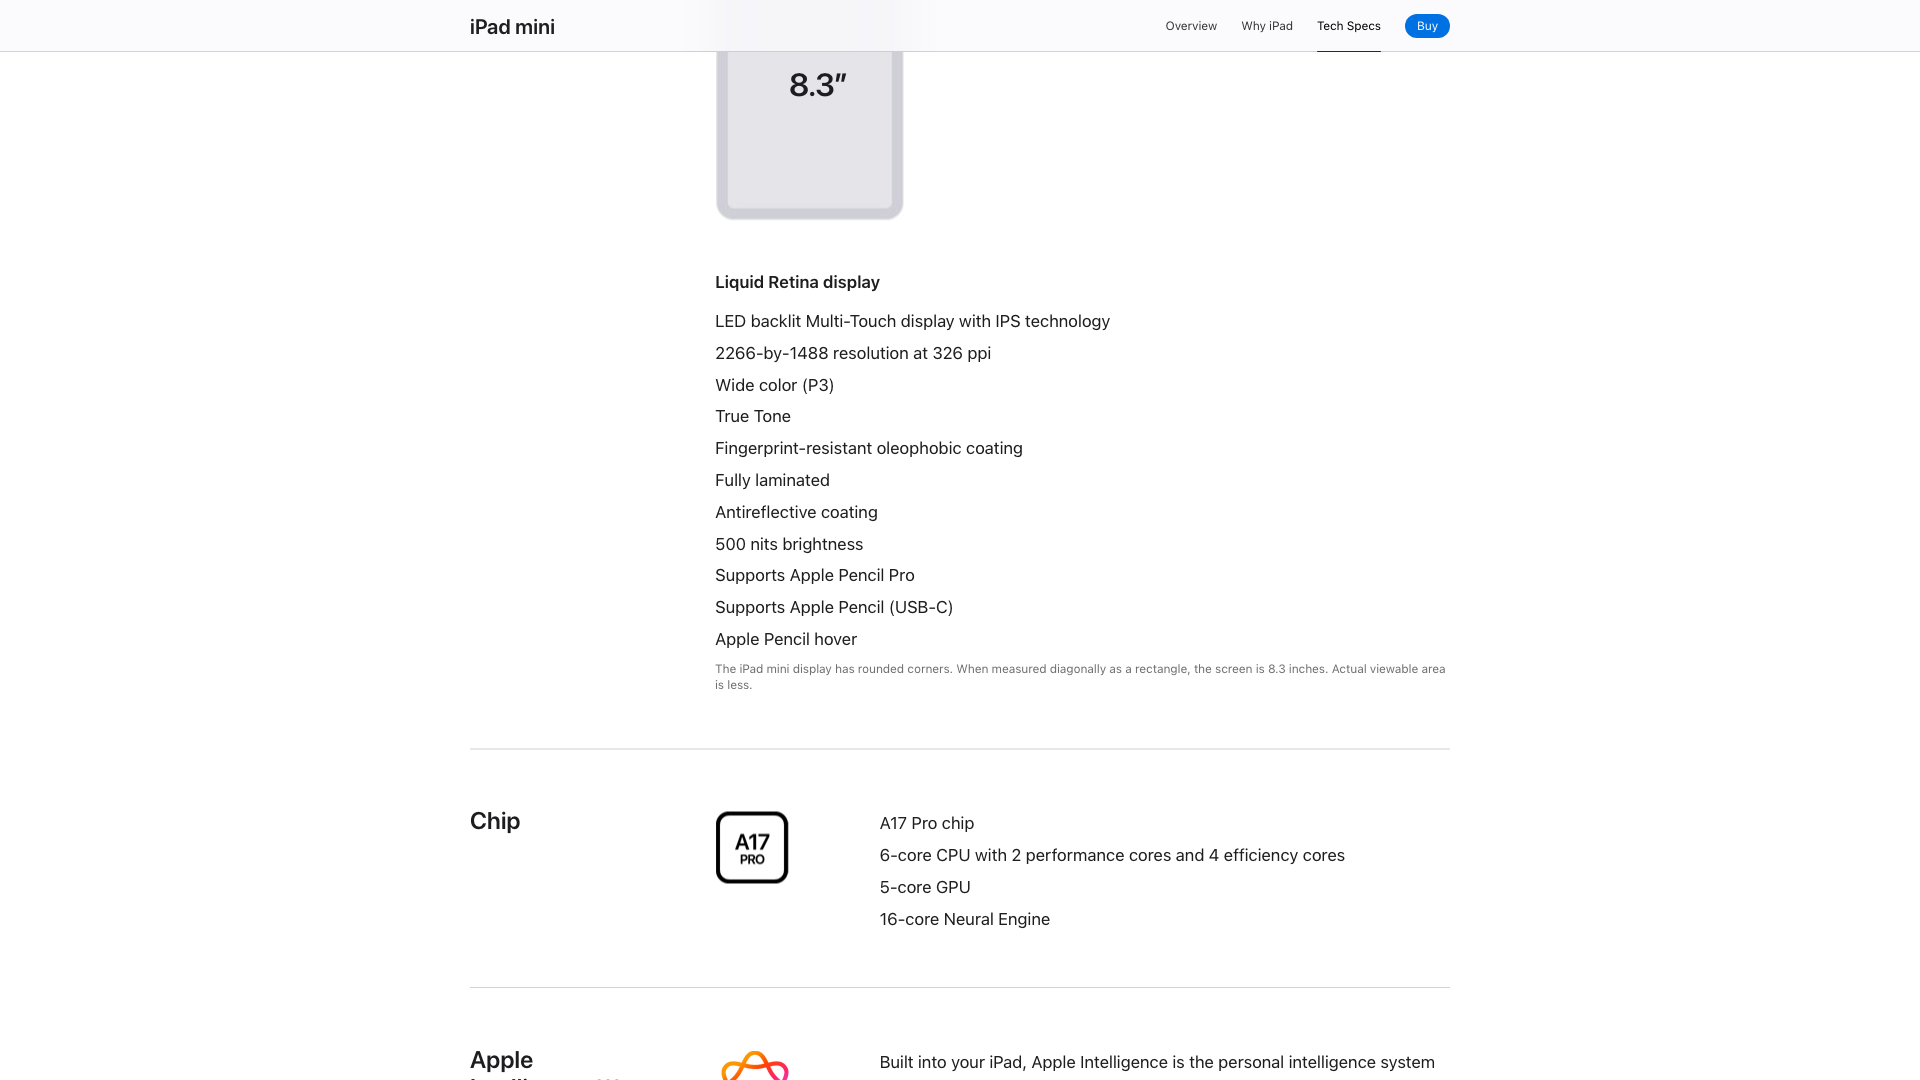 iPad mini
Overview
Why iPad
Tech Specs
Buy
8.3″
Liquid Retina display
LED backlit Multi-Touch display with IPS technology
2266-by-1488 resolution at 326 ppi
Wide color (P3)
True Tone
Fingerprint-resistant oleophobic coating
Fully laminated
Antireflective coating
500 nits brightness
Supports Apple Pencil Pro
Supports Apple Pencil (USB-C)
Apple Pencil hover
The iPad mini display has rounded corners. When measured diagonally as a rectangle, the screen is 8.3 inches. Actual viewable area
is less.
Chip
A17
PRO
A17 Pro chip
6-core CPU with 2 performance cores and 4 efficiency cores
5-core GPU
16-core Neural Engine
Apple
Built into your iPad, Apple Intelligence is the personal intelligence system